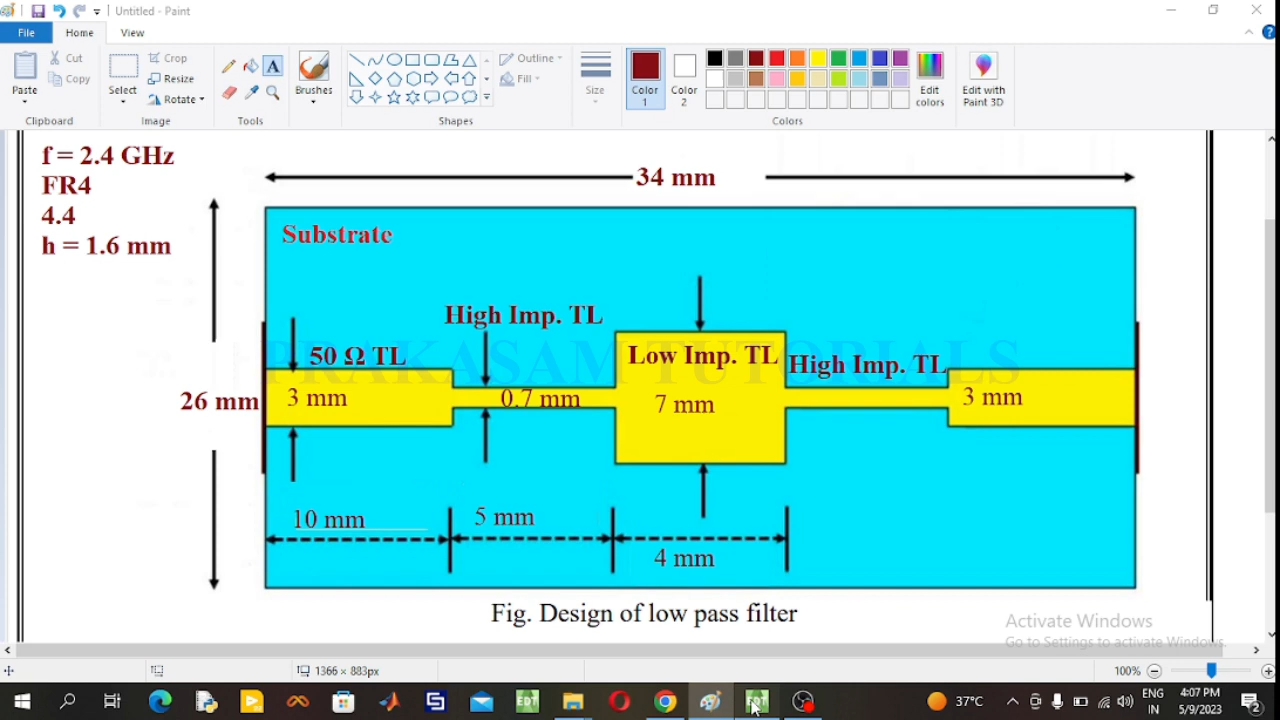 Untitled - Paint
File
Home
View
Paste
Cut
Copy
Clipboard
Select
Crop
Resize
Rotate
Image
A
Tools
Brushes
Outline
Fill
Shapes
Size
Color 1
Color 2
Edit colors
Colors
Edit with Paint 3D
f = 2.4 GHz
FR4
4.4
h = 1.6 mm
34 mm
Substrate
High Imp. TL
50 Ω TL
Low Imp. TL
High Imp. TL
PRAKASAM TUTORIALS
26 mm
3 mm
0.7 mm
7 mm
3 mm
10 mm
5 mm
4 mm
Fig. Design of low pass filter
Activate Windows
Go to Settings to activate Windows.
1366 × 883px
100%
EDT
EDT
37°C
ENG
IN
4:07 PM
5/9/2023
2